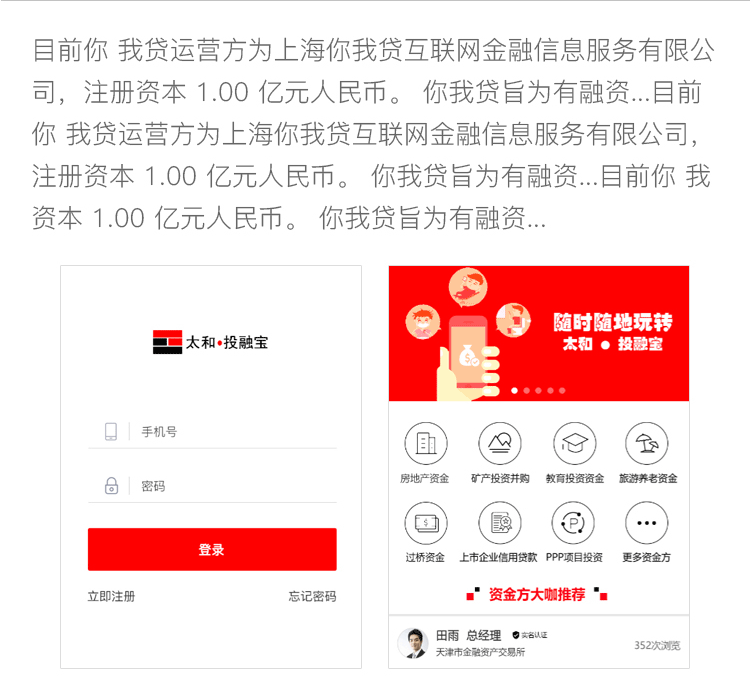 目前你 我贷运营方为上海你我贷互联网金融信息服务有限公
司，注册资本 1.00 亿元人民币。 你我贷旨为有融资...目前
你 我贷运营方为上海你我贷互联网金融信息服务有限公司，
注册资本 1.00 亿元人民币。 你我贷旨为有融资...目前你 我
资本 1.00 亿元人民币。 你我贷旨为有融资...
太和•投融宝
手机号
密码
登录
立即注册 忘记密码
随时随地玩转
太和 ● 投融宝
房地产资金 矿产投资并购 教育投资资金 旅游养老资金
过桥资金 上市企业信用贷款 PPP项目投资 更多资金方
资金方大咖推荐
田雨 总经理 实名认证
天津市金融资产交易所
352次浏览